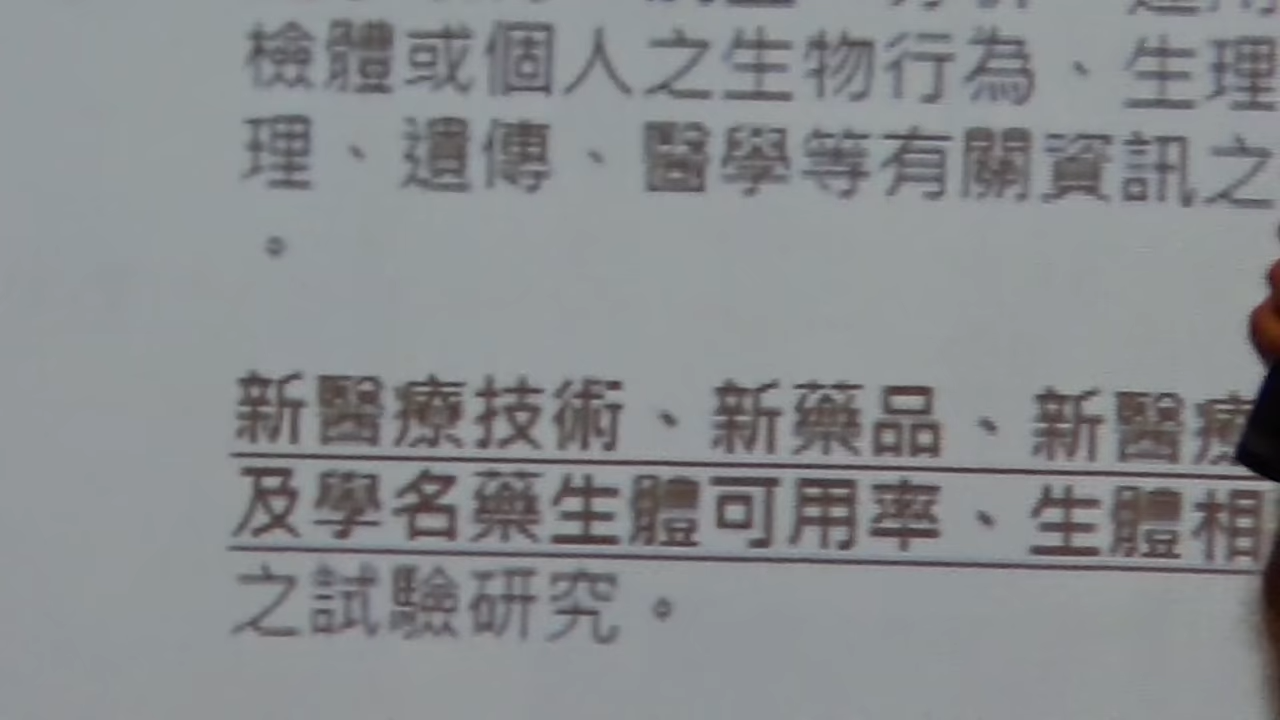 檢體或個人之生物行為、生理
理、遺傳、醫學等有關資訊之
。
新醫療技術、新藥品、新醫療
及學名藥生體可用率、生體相
之試驗研究。